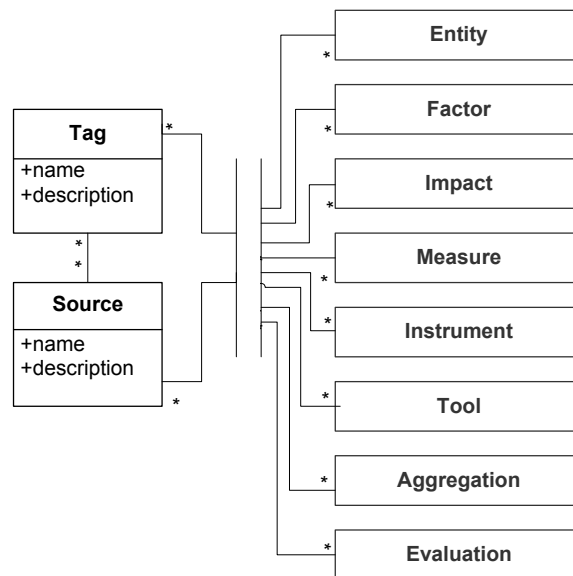 Entity
*
Factor
*
Tag
*
+name
+description
Impact
*
*
*
Measure
*
Source
+name
+description
*
Instrument
*
Tool
*
Aggregation
*
Evaluation
*